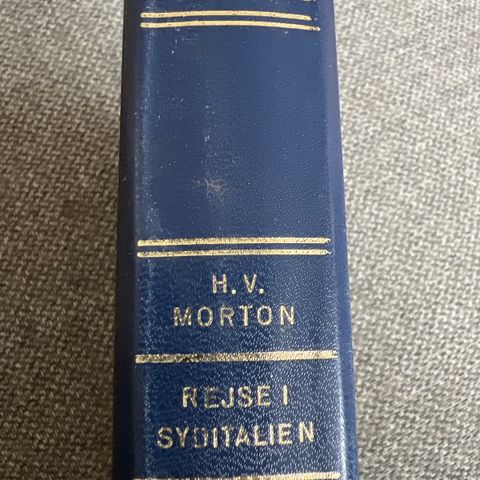 H. V.
MORTON
REJSE I
SYDITALIEN